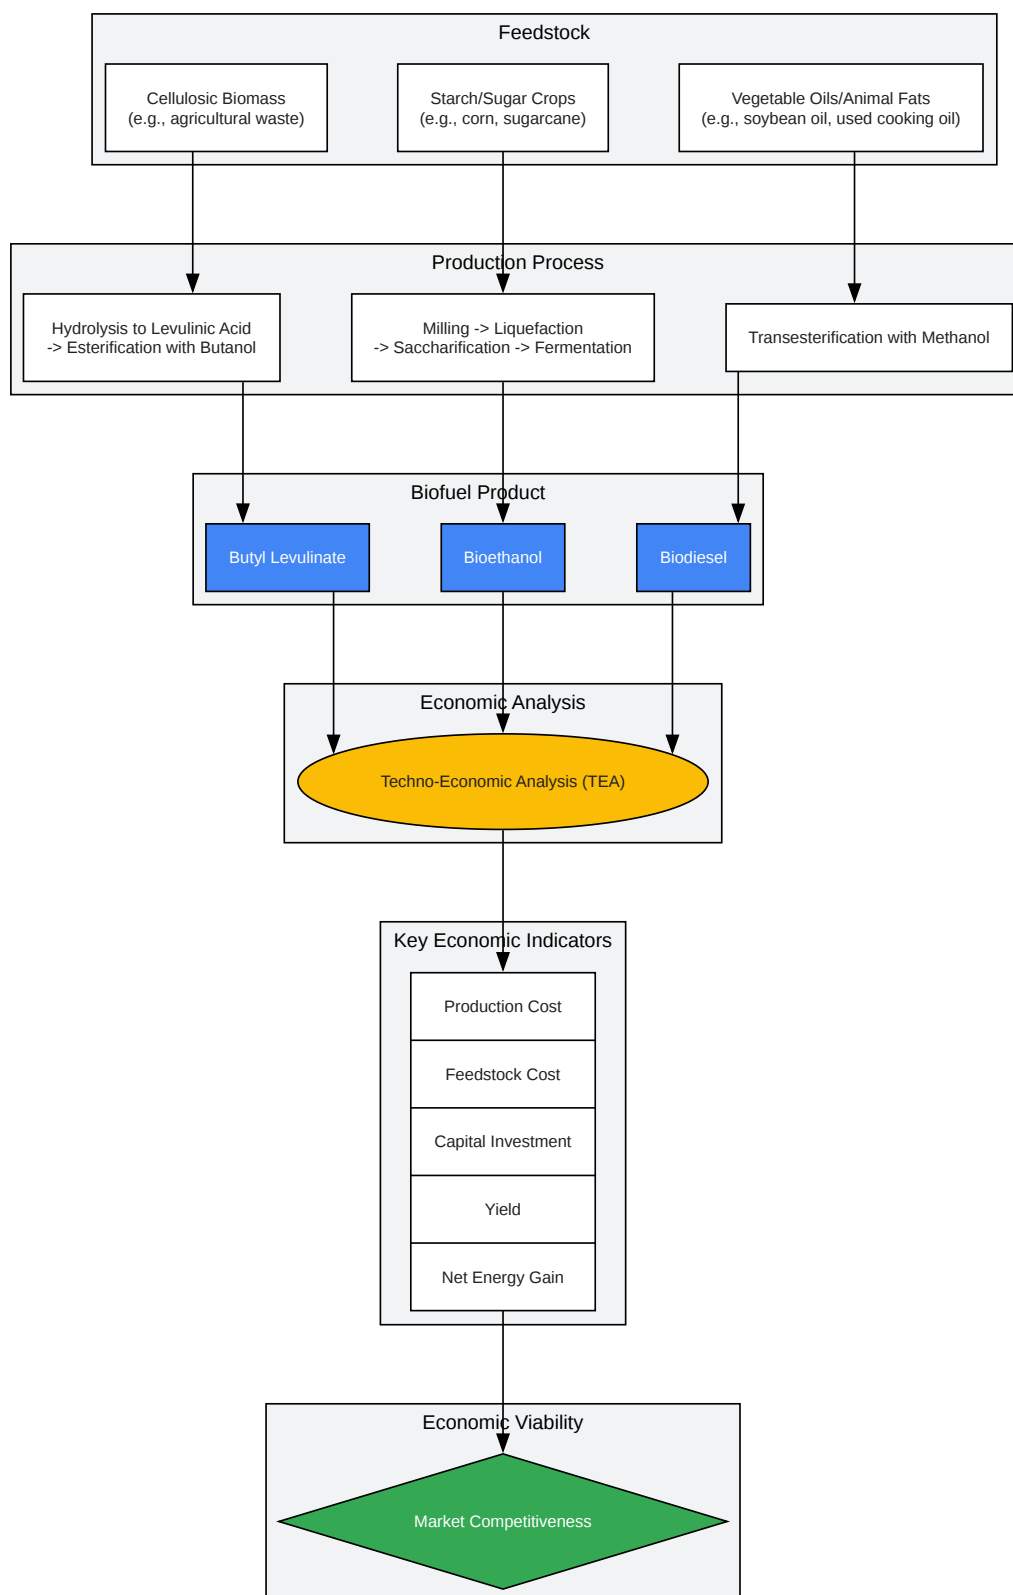 Feedstock
Cellulosic Biomass
(e.g., agricultural waste)
Starch/Sugar Crops
(e.g., corn, sugarcane)
Vegetable Oils/Animal Fats
(e.g., soybean oil, used cooking oil)
Production Process
Hydrolysis to Levulinic Acid
-> Esterification with Butanol
Milling -> Liquefaction
-> Saccharification -> Fermentation
Transesterification with Methanol
Biofuel Product
Butyl Levulinate
Bioethanol
Biodiesel
Economic Analysis
Techno-Economic Analysis (TEA)
Key Economic Indicators
Production Cost
Feedstock Cost
Capital Investment
Yield
Net Energy Gain
Economic Viability
Market Competitiveness